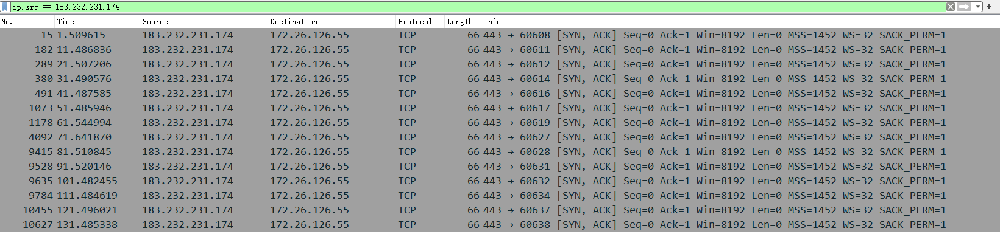 ip.src == 183.232.231.174
No. Time Source Destination Protocol Length Info
15 1.509615 183.232.231.174 172.26.126.55 TCP 66 443 → 60608 [SYN, ACK] Seq=0 Ack=1 Win=8192 Len=0 MSS=1452 WS=32 SACK_PERM=1
182 11.486836 183.232.231.174 172.26.126.55 TCP 66 443 → 60611 [SYN, ACK] Seq=0 Ack=1 Win=8192 Len=0 MSS=1452 WS=32 SACK_PERM=1
289 21.507206 183.232.231.174 172.26.126.55 TCP 66 443 → 60612 [SYN, ACK] Seq=0 Ack=1 Win=8192 Len=0 MSS=1452 WS=32 SACK_PERM=1
380 31.490576 183.232.231.174 172.26.126.55 TCP 66 443 → 60614 [SYN, ACK] Seq=0 Ack=1 Win=8192 Len=0 MSS=1452 WS=32 SACK_PERM=1
491 41.487585 183.232.231.174 172.26.126.55 TCP 66 443 → 60616 [SYN, ACK] Seq=0 Ack=1 Win=8192 Len=0 MSS=1452 WS=32 SACK_PERM=1
1073 51.485946 183.232.231.174 172.26.126.55 TCP 66 443 → 60617 [SYN, ACK] Seq=0 Ack=1 Win=8192 Len=0 MSS=1452 WS=32 SACK_PERM=1
1178 61.544994 183.232.231.174 172.26.126.55 TCP 66 443 → 60619 [SYN, ACK] Seq=0 Ack=1 Win=8192 Len=0 MSS=1452 WS=32 SACK_PERM=1
4092 71.641870 183.232.231.174 172.26.126.55 TCP 66 443 → 60627 [SYN, ACK] Seq=0 Ack=1 Win=8192 Len=0 MSS=1452 WS=32 SACK_PERM=1
9415 81.510845 183.232.231.174 172.26.126.55 TCP 66 443 → 60628 [SYN, ACK] Seq=0 Ack=1 Win=8192 Len=0 MSS=1452 WS=32 SACK_PERM=1
9528 91.520146 183.232.231.174 172.26.126.55 TCP 66 443 → 60631 [SYN, ACK] Seq=0 Ack=1 Win=8192 Len=0 MSS=1452 WS=32 SACK_PERM=1
9635 101.482455 183.232.231.174 172.26.126.55 TCP 66 443 → 60632 [SYN, ACK] Seq=0 Ack=1 Win=8192 Len=0 MSS=1452 WS=32 SACK_PERM=1
9784 111.484619 183.232.231.174 172.26.126.55 TCP 66 443 → 60634 [SYN, ACK] Seq=0 Ack=1 Win=8192 Len=0 MSS=1452 WS=32 SACK_PERM=1
10455 121.496021 183.232.231.174 172.26.126.55 TCP 66 443 → 60637 [SYN, ACK] Seq=0 Ack=1 Win=8192 Len=0 MSS=1452 WS=32 SACK_PERM=1
10627 131.485338 183.232.231.174 172.26.126.55 TCP 66 443 → 60638 [SYN, ACK] Seq=0 Ack=1 Win=8192 Len=0 MSS=1452 WS=32 SACK_PERM=1